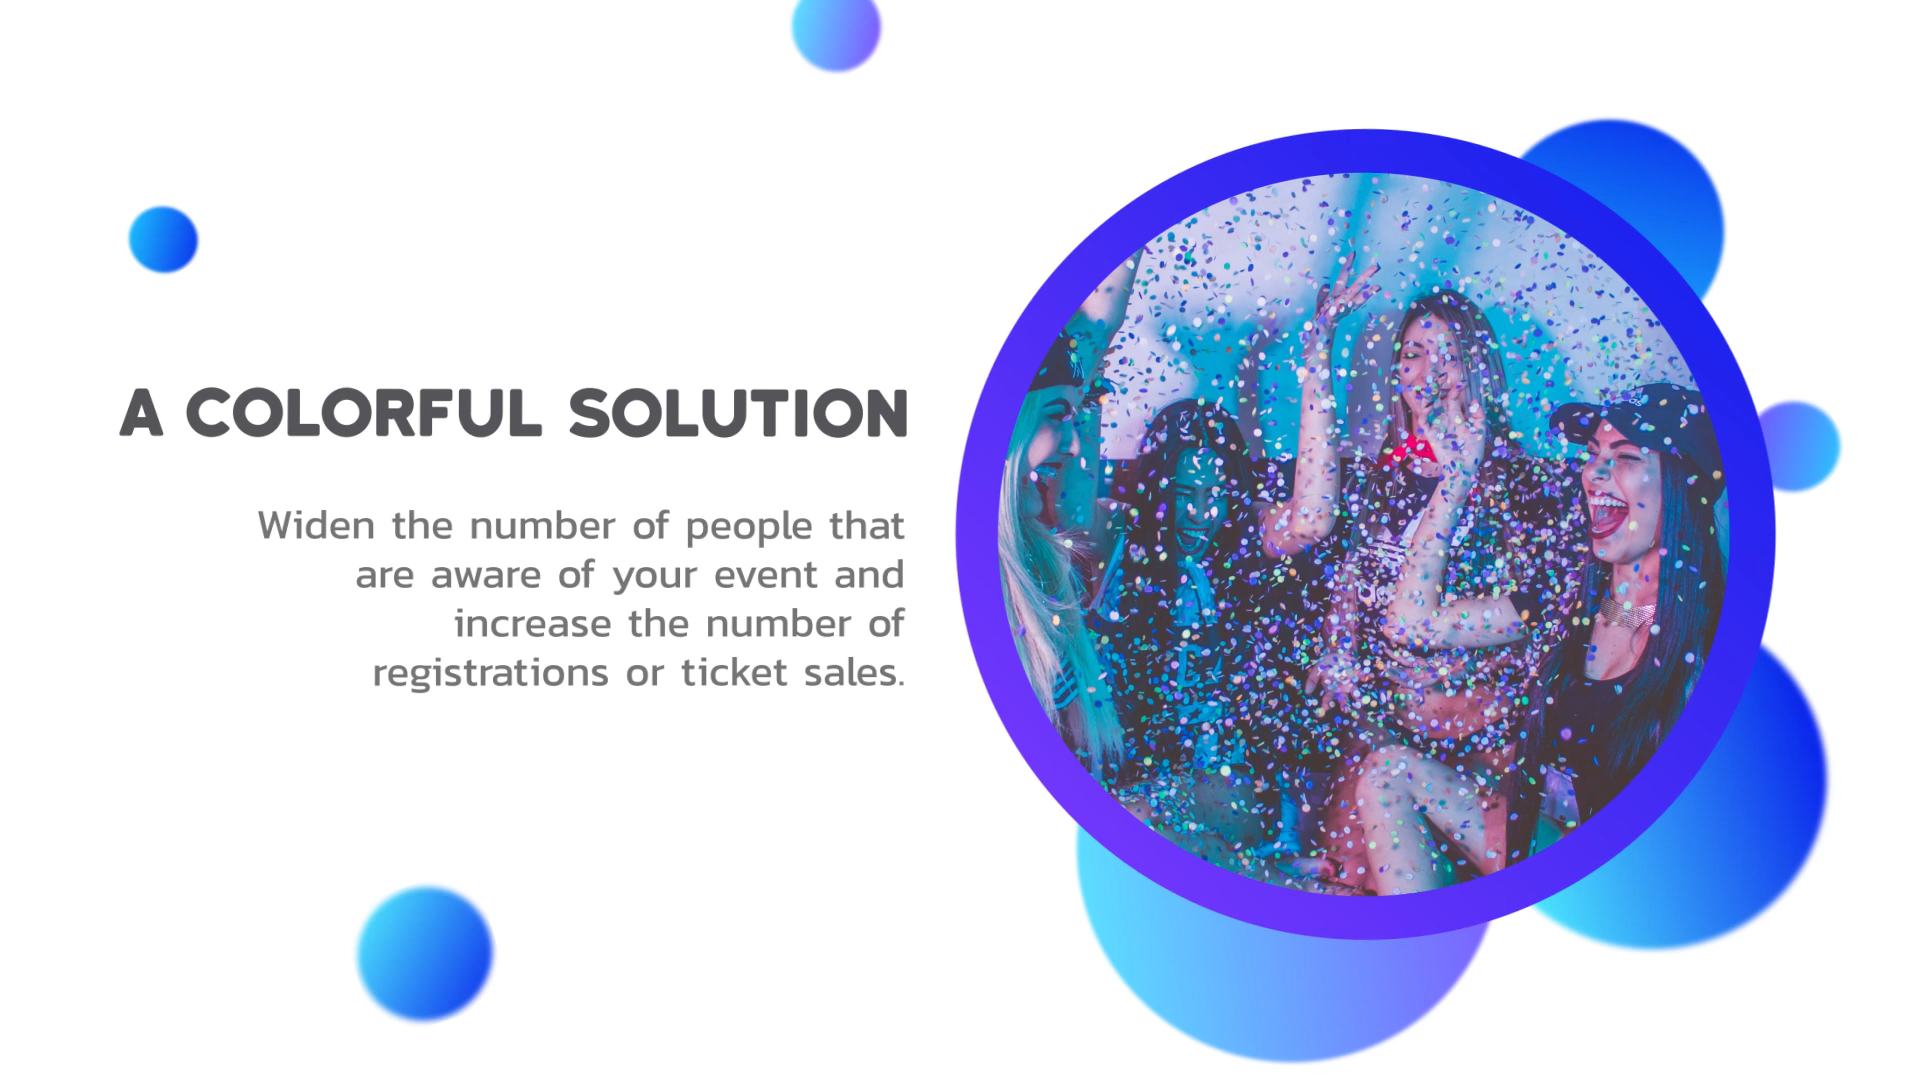 A COLORFUL SOLUTION
Widen the number of people that
are aware of your event and
increase the number of
registrations or ticket sales.